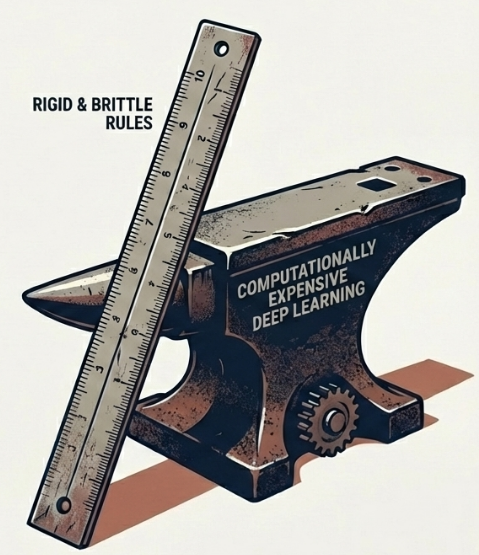 RIGID & BRITTLE
RULES
COMPUTATIONALLY
EXPENSIVE
DEEP LEARNING